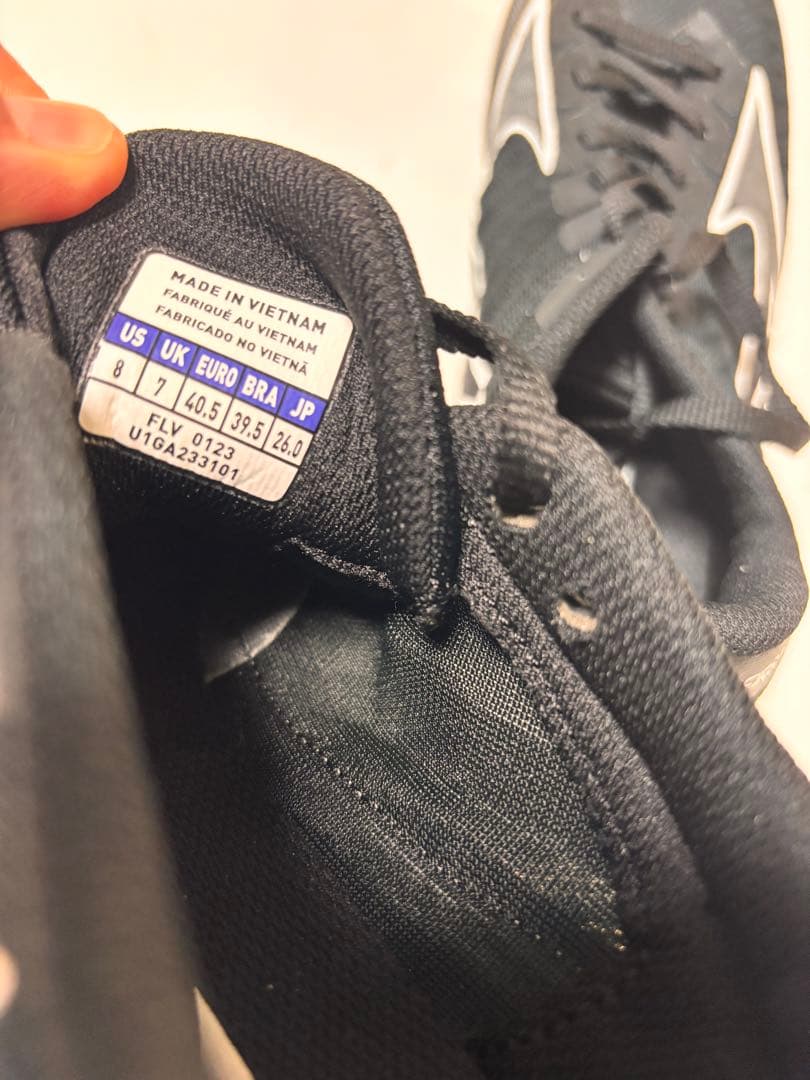 MADE IN VIETNAM
FABRIQUÉ AU VIETNAM
FABRICADO NO VIETNÃ
US UK EURO BRA JP
8 7 40.5 39.5 26.0
FLV 0123
U1GA233101